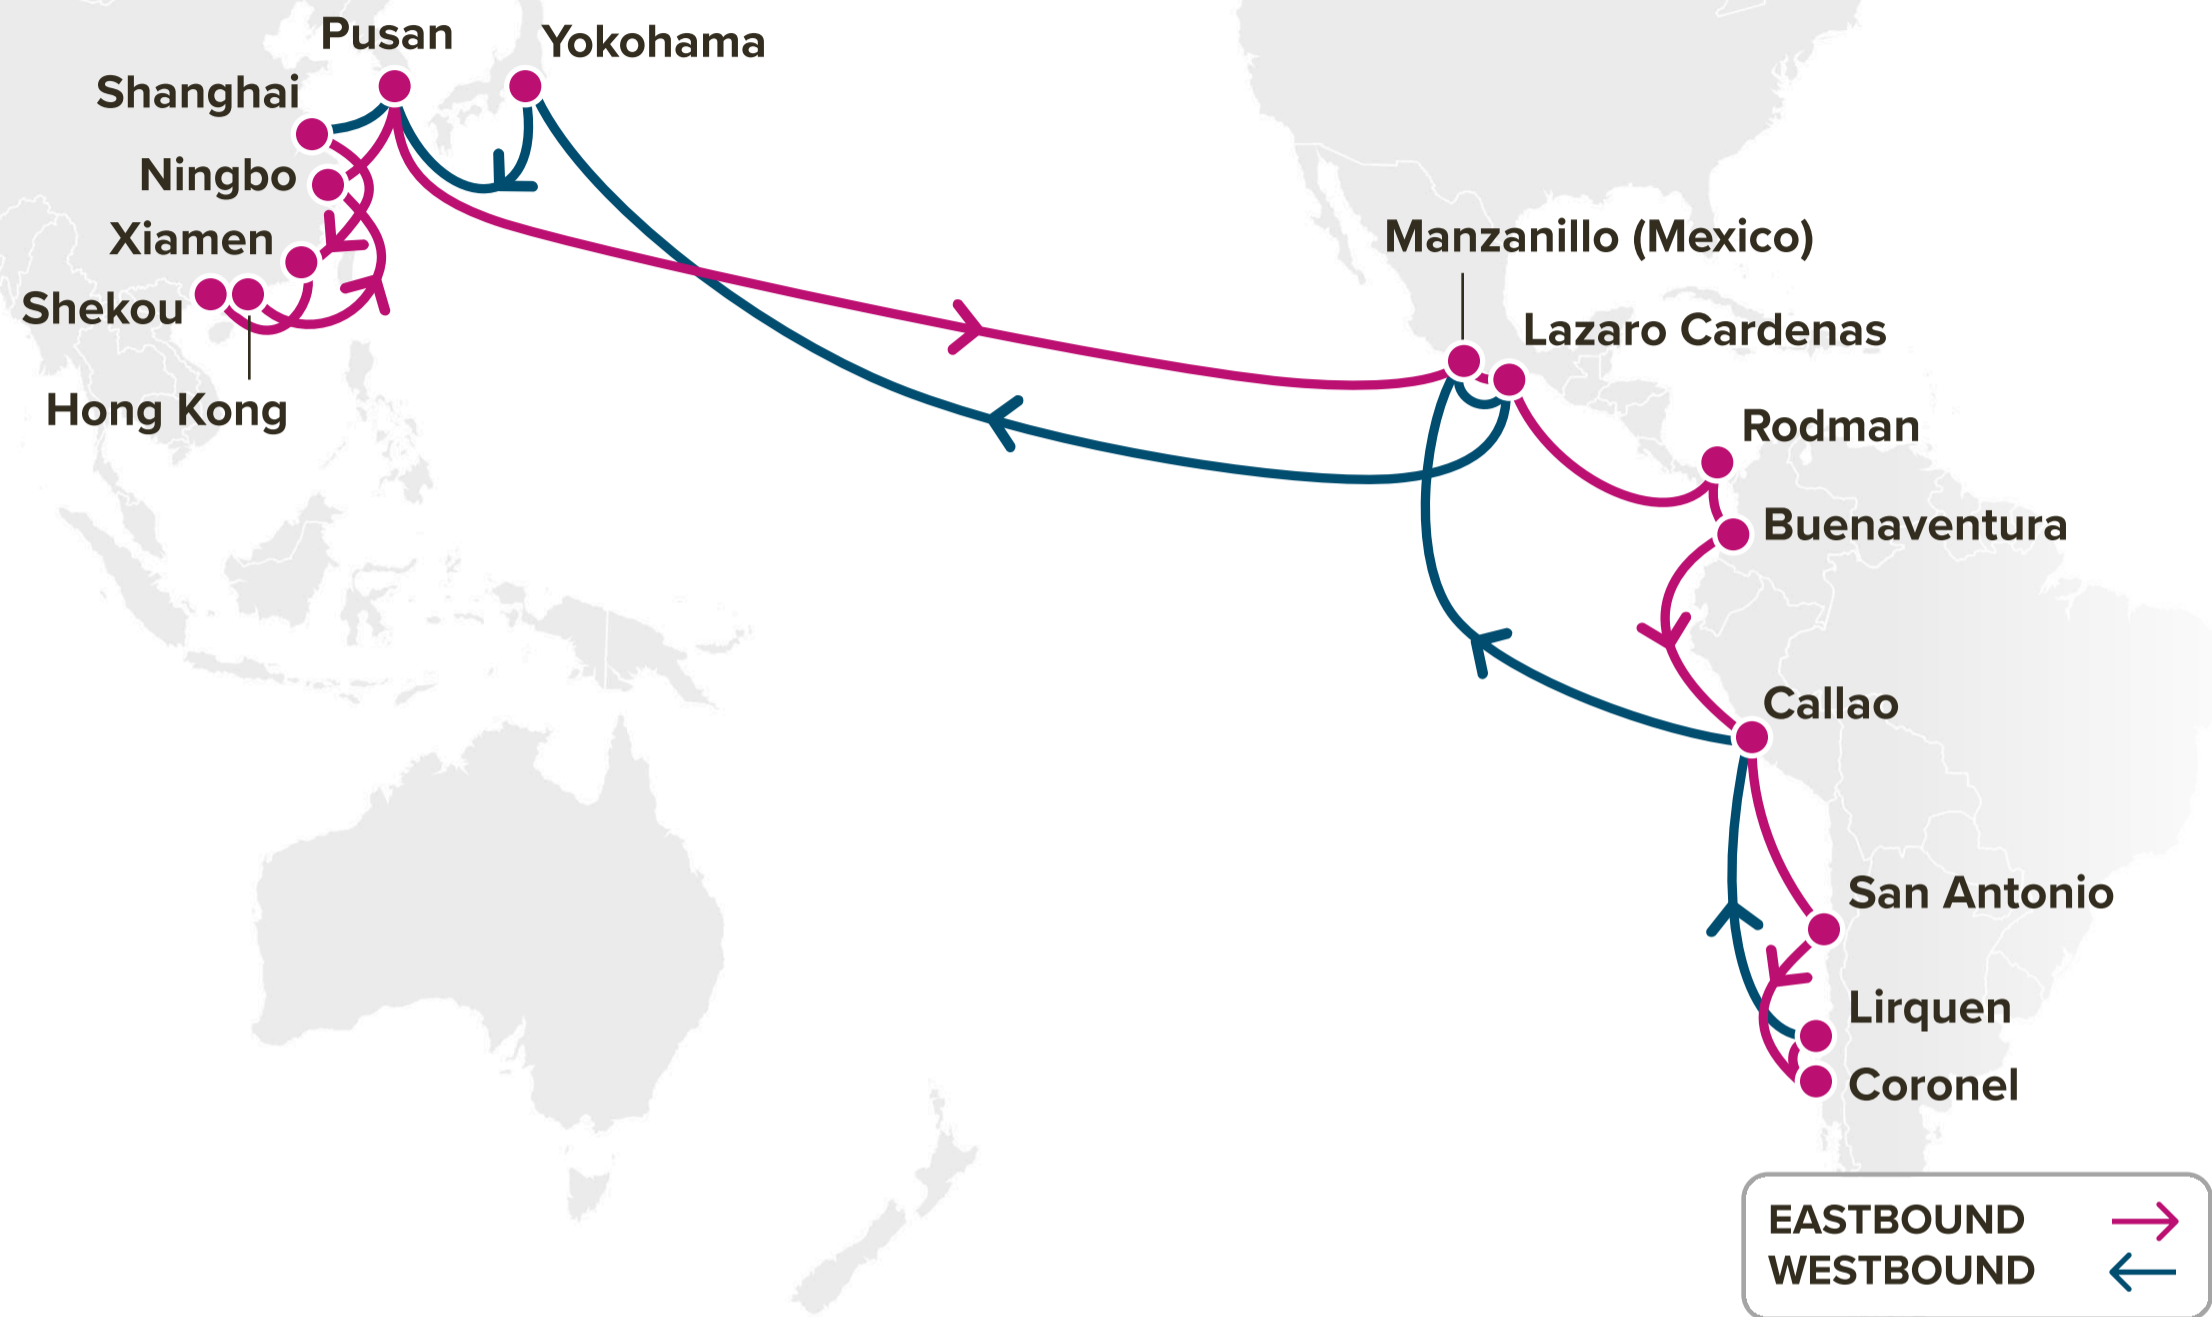 Pusan
Yokohama
Shanghai
Ningbo
Xiamen
Shekou
Hong Kong
Manzanillo (Mexico)
Lazaro Cardenas
Rodman
Buenaventura
Callao
San Antonio
Lirquen
Coronel
EASTBOUND
WESTBOUND